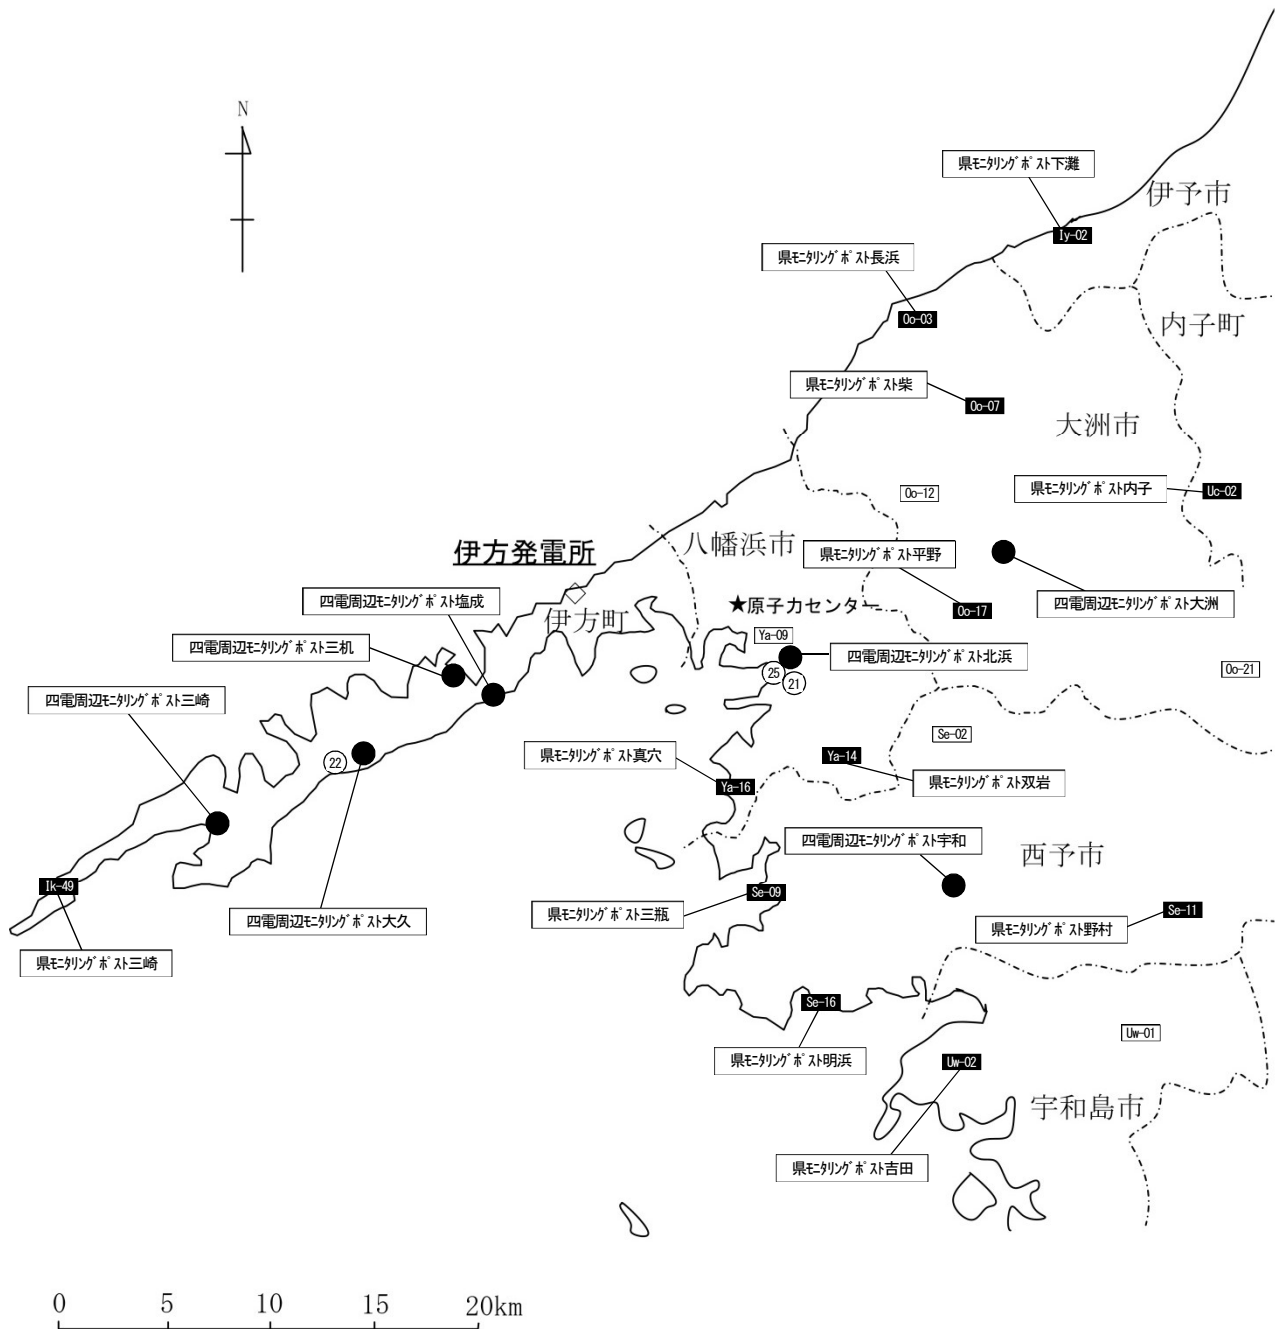 N
県モニタリングポスト下灘
伊予市
Iy-02
県モニタリングポスト長浜
Oo-03
内子町
県モニタリングポスト柴
Oo-07
大洲市
Oo-12
県モニタリングポスト内子
Uc-02
伊方発電所
八幡浜市
県モニタリングポスト平野
四電周辺モニタリングポスト塩成
伊方町
★原子力センター
Oo-17
四電周辺モニタリングポスト大洲
四電周辺モニタリングポスト三机
Ya-09
四電周辺モニタリングポスト北浜
25
21
Oo-21
四電周辺モニタリングポスト三崎
Se-02
22
県モニタリングポスト真穴
Ya-14
Ya-16
県モニタリングポスト双岩
四電周辺モニタリングポスト宇和
西予市
Ik-49
Se-09
四電周辺モニタリングポスト大久
県モニタリングポスト三瓶
県モニタリングポスト野村
Se-11
県モニタリングポスト三崎
Se-16
Uw-01
県モニタリングポスト明浜
Uw-02
宇和島市
県モニタリングポスト吉田
0 5 10 15 20km